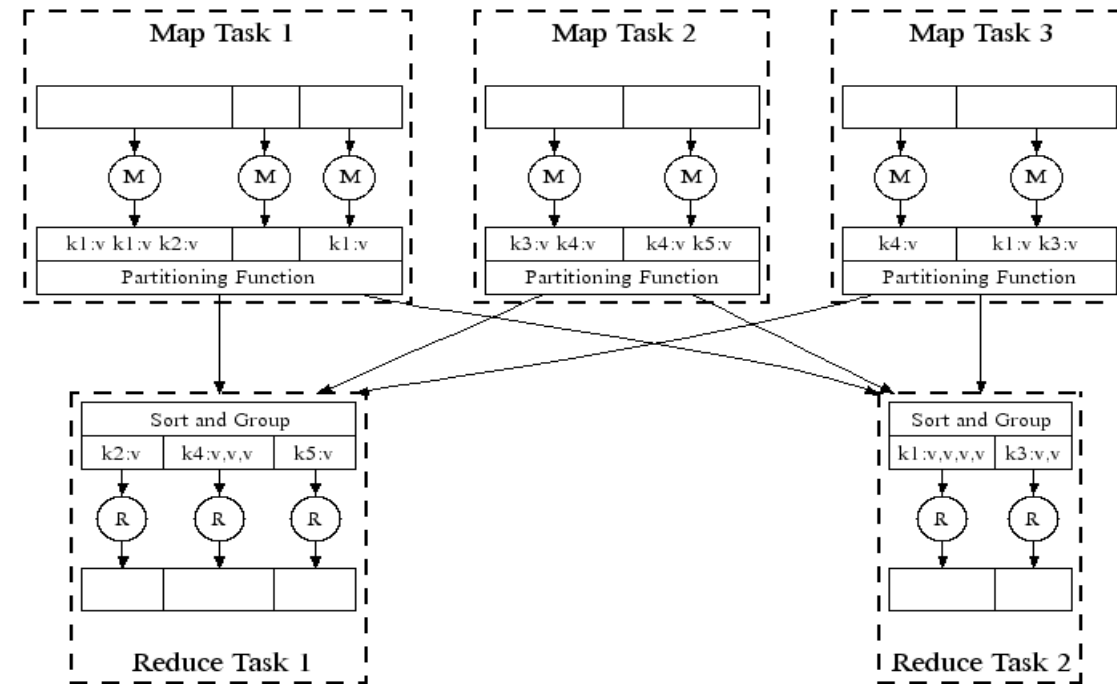 Map Task 1
Map Task 2
Map Task 3
M
M
M
M
M
M
M
k1:v k1:v k2:v
k1:v
k3:v k4:v
k4:v k5:v
k4:v
k1:v k3:v
Partitioning Function
Partitioning Function
Partitioning Function
Sort and Group
Sort and Group
k2:v
k4:v,v,v
k5:v
k1:v,v,v,v
k3:v,v
R
R
R
R
R
Reduce Task 1
Reduce Task 2